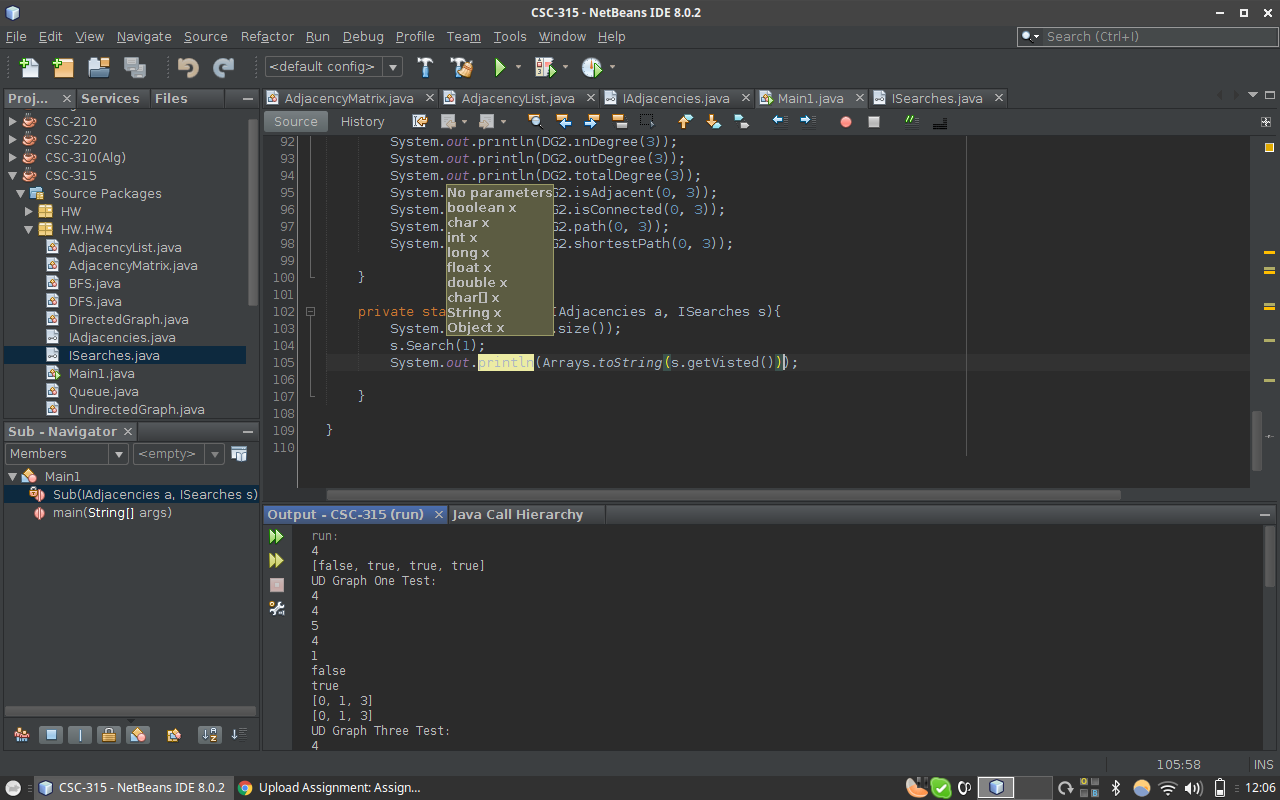 CSC-315 - NetBeans IDE 8.0.2
File Edit View Navigate Source Refactor Run Debug Profile Team Tools Window Help
Search (Ctrl+I)
<default config>
Proj... Services Files
AdjacencyMatrix.java AdjacencyList.java IAdjacencies.java Main1.java ISearches.java
Source History
CSC-210
CSC-220
CSC-310(Alg)
CSC-315
Source Packages
HW
HW.HW4
AdjacencyList.java
AdjacencyMatrix.java
BFS.java
DFS.java
DirectedGraph.java
IAdjacencies.java
ISearches.java
Main1.java
Queue.java
UndirectedGraph.java
92 System.out.println(DG2.inDegree(3));
93 System.out.println(DG2.outDegree(3));
94 System.out.println(DG2.totalDegree(3));
95 System. DG2.isAdjacent(0, 3));
96 System. DG2.isConnected(0, 3));
97 System. DG2.path(0, 3));
98 System. DG2.shortestPath(0, 3));
99
100 }
101
102 private sta IAdjacencies a, ISearches s){
103 System. .size());
104 s.Search(1);
105 System.out.println(Arrays.toString(s.getVisted()));
106
107 }
108
109 }
110
No parameters
boolean x
char x
int x
long x
float x
double x
char[] x
String x
Object x
Sub - Navigator
Members <empty>
Main1
Sub(IAdjacencies a, ISearches s)
main(String[] args)
Output - CSC-315 (run) Java Call Hierarchy
run:
4
[false, true, true, true]
UD Graph One Test:
4
4
5
4
1
false
true
[0, 1, 3]
[0, 1, 3]
UD Graph Three Test:
4
105:58 INS
CSC-315 - NetBeans IDE 8.0.2 Upload Assignment: Assign...
12:06